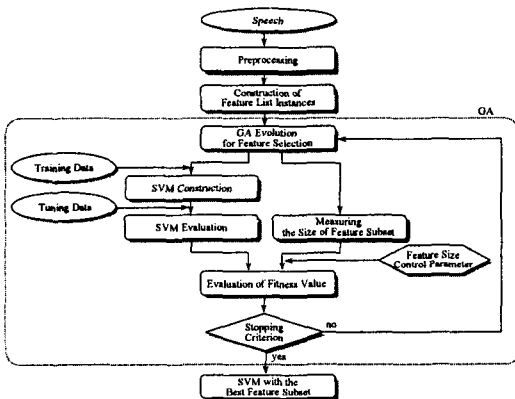 Speech
Preprocessing
Construction of
Feature List Instances
GA
GA Evolution
for Feature Selection
Training Data
SVM Construction
Tuning Data
SVM Evaluation
Measuring
the Size of Feature Subset
Feature Size
Control Parameter
Evaluation of Fitness Value
Stopping
Criterion
no
yes
SVM with the
Best Feature Subset